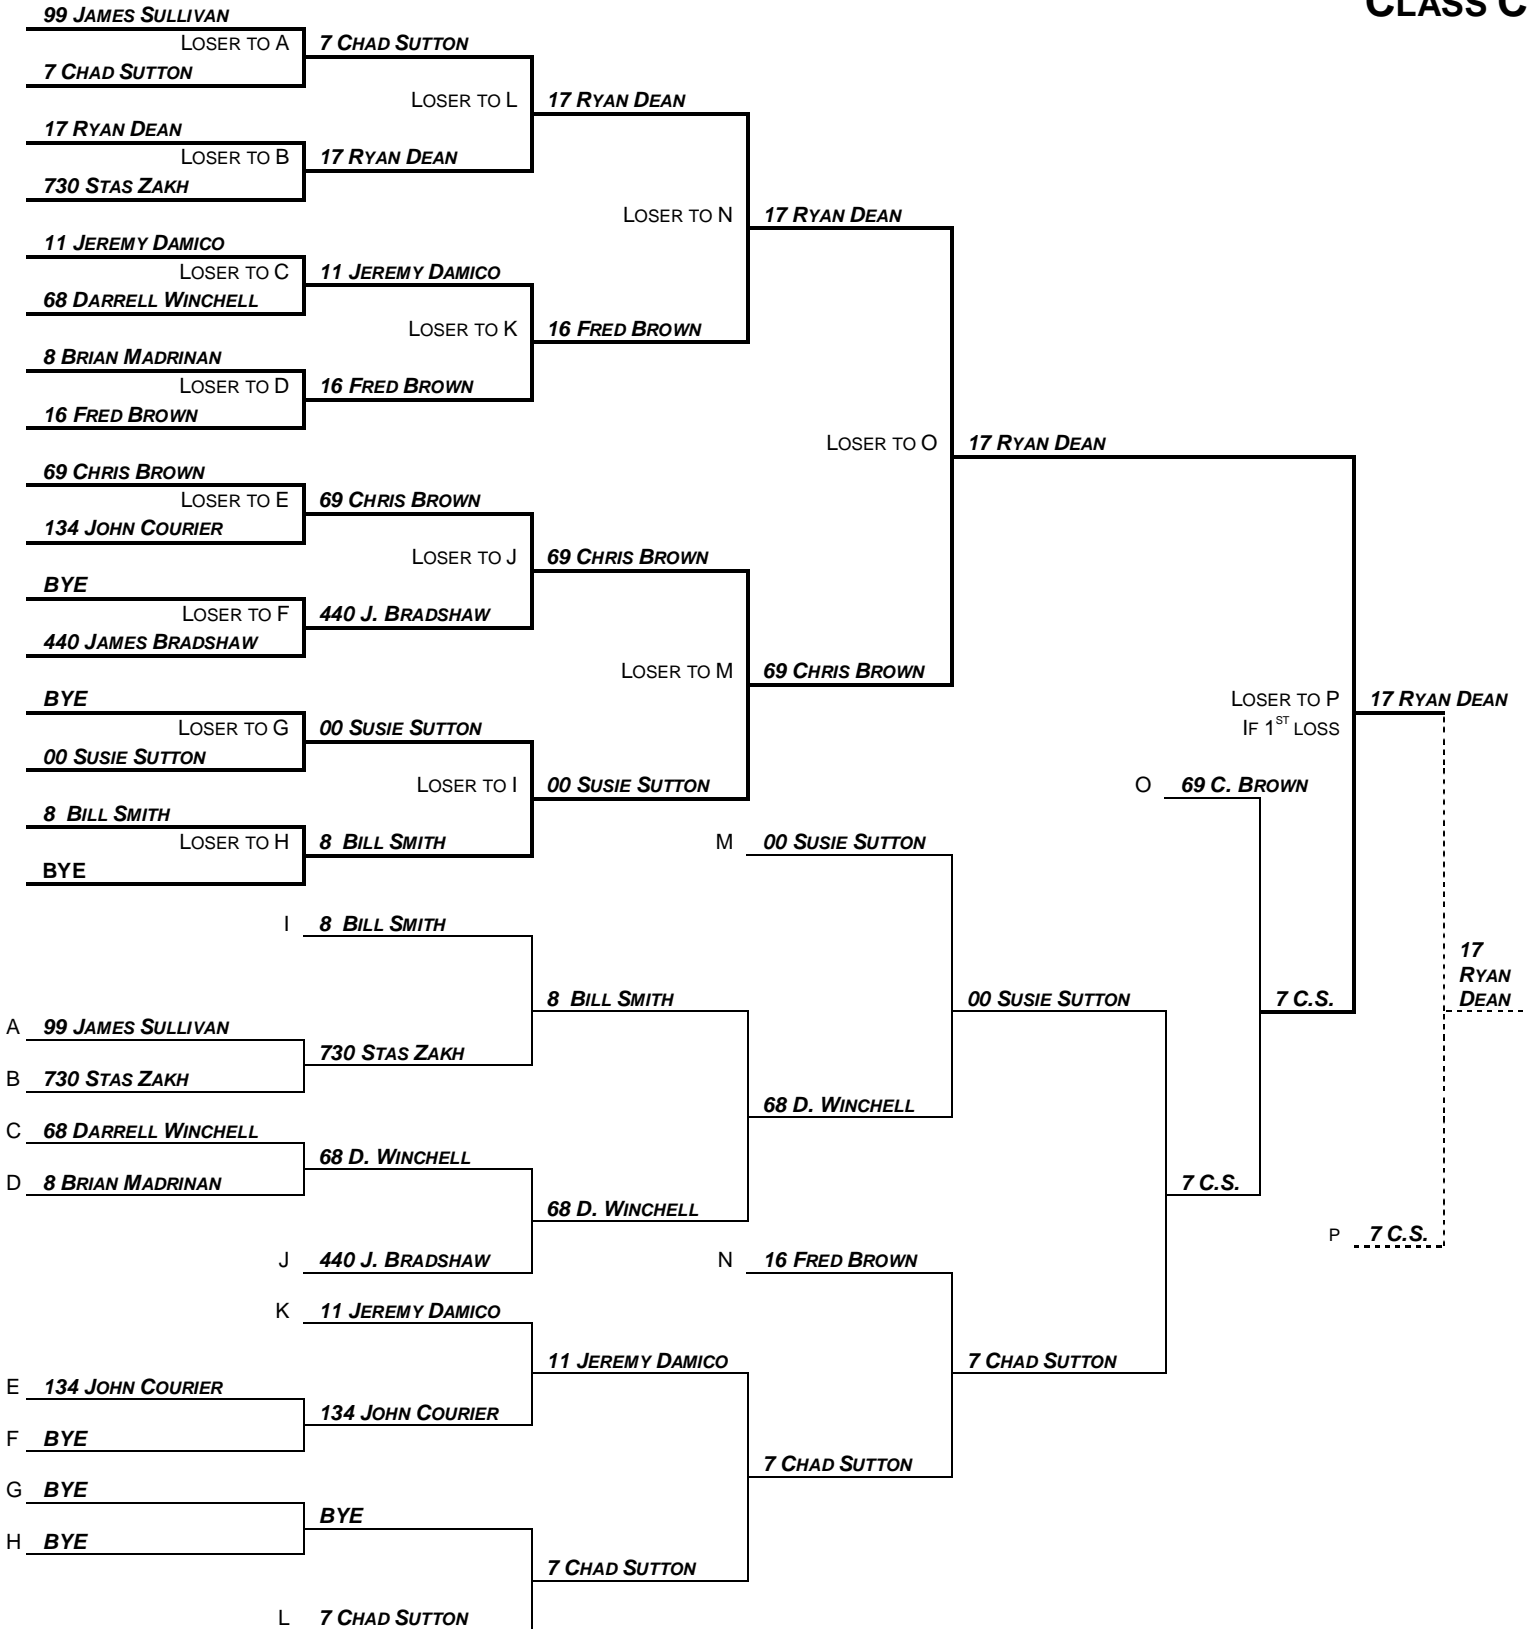 CLASS C
99 JAMES SULLIVAN
LOSER TO A
7 CHAD SUTTON
7 CHAD SUTTON
LOSER TO L
17 RYAN DEAN
17 RYAN DEAN
LOSER TO B
17 RYAN DEAN
730 STAS ZAKH
LOSER TO N
17 RYAN DEAN
11 JEREMY DAMICO
LOSER TO C
11 JEREMY DAMICO
68 DARRELL WINCHELL
LOSER TO K
16 FRED BROWN
8 BRIAN MADRINAN
LOSER TO D
16 FRED BROWN
16 FRED BROWN
LOSER TO O
17 RYAN DEAN
69 CHRIS BROWN
LOSER TO E
69 CHRIS BROWN
134 JOHN COURIER
LOSER TO J
69 CHRIS BROWN
BYE
LOSER TO F
440 J. BRADSHAW
440 JAMES BRADSHAW
LOSER TO M
69 CHRIS BROWN
BYE
LOSER TO P
IF 1ST LOSS
17 RYAN DEAN
LOSER TO G
00 SUSIE SUTTON
00 SUSIE SUTTON
LOSER TO I
00 SUSIE SUTTON
O 69 C. BROWN
8 BILL SMITH
LOSER TO H
8 BILL SMITH
M 00 SUSIE SUTTON
BYE
I 8 BILL SMITH
17
RYAN
DEAN
8 BILL SMITH
00 SUSIE SUTTON
7 C.S.
A 99 JAMES SULLIVAN
730 STAS ZAKH
B 730 STAS ZAKH
68 D. WINCHELL
C 68 DARRELL WINCHELL
68 D. WINCHELL
D 8 BRIAN MADRINAN
7 C.S.
68 D. WINCHELL
P 7 C.S.
J 440 J. BRADSHAW
N 16 FRED BROWN
K 11 JEREMY DAMICO
11 JEREMY DAMICO
7 CHAD SUTTON
E 134 JOHN COURIER
134 JOHN COURIER
F BYE
7 CHAD SUTTON
G BYE
BYE
H BYE
7 CHAD SUTTON
L 7 CHAD SUTTON